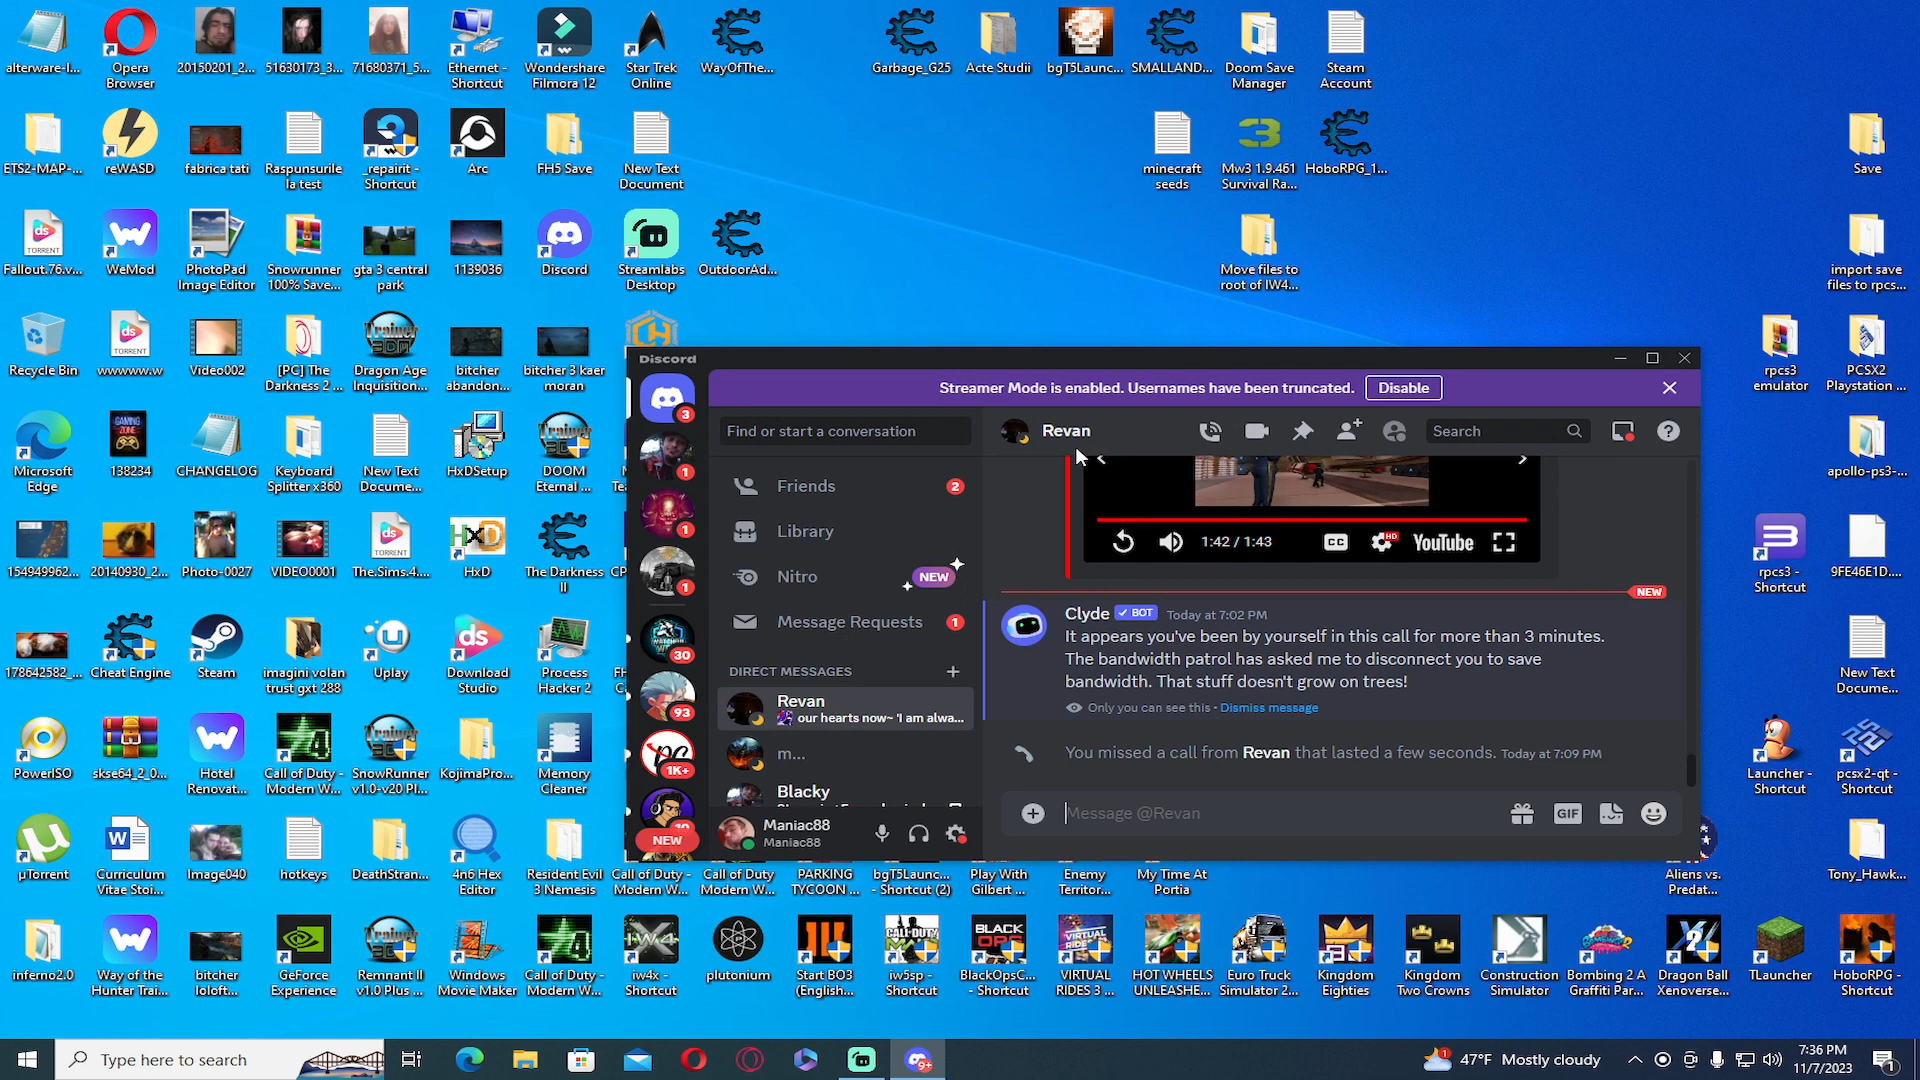 alterware-l...
Opera
Browser
20150201_2...
51630173_3...
71680371_5...
Ethernet -
Shortcut
Wondershare
Filmora 12
Star Trek
Online
WayOfThe...
Garbage_G25
Acte Studii
bgT5Launc...
SMALLAND...
Doom Save
Manager
Steam
Account
ETS2-MAP-...
reWASD
fabrica tati
Raspunsurile
la test
_repairit -
Shortcut
Arc
FH5 Save
New Text
Document
minecraft
seeds
Mw3 1.9.461
Survival Ra...
HoboRPG_1...
Save
Fallout.76.v...
WeMod
PhotoPad
Image Editor
Snowrunner
100% Save...
gta 3 central
park
1139036
Discord
Streamlabs
Desktop
OutdoorAd...
Move files to
root of IW4...
import save
files to rpcs...
Recycle Bin
wwwwww.w
Video002
[PC] The
Darkness 2 ...
Dragon Age
Inquisition...
bitcher
abandon...
bitcher 3 kaer
moran
rpcs3
emulator
PCSX2
Playstation ...
Microsoft
Edge
138234
CHANGELOG
Keyboard
Splitter x360
New Text
Docume...
HxDSetup
DOOM
Eternal ...
apollo-ps3-...
154949962...
20140930_2...
Photo-0027
VIDEO0001
The.Sims.4....
HxD
The Darkness
II
rpcs3 -
Shortcut
9FE46E1D....
178642582_...
Cheat Engine
Steam
imagini volan
trust gxt 288
Uplay
Download
Studio
Process
Hacker 2
New Text
Docume...
PowerISO
skse64_2_0...
Hotel
Renovat...
Call of Duty -
Modern W...
SnowRunner
v1.0-v20 Pl...
KojimaPro...
Memory
Cleaner
Launcher -
Shortcut
pcsx2-qt -
Shortcut
µTorrent
Curriculum
Vitae Stoi...
Image040
hotkeys
DeathStran...
4n6 Hex
Editor
Resident Evil
3 Nemesis
Call of Duty -
Modern W...
Call of Duty
Modern W...
PARKING
TYCOON ...
bgT5Launc...
- Shortcut (2)
Play With
Gilbert ...
Enemy
Territor...
My Time At
Portia
Aliens vs.
Predat...
Tony_Hawk...
inferno2.0
Way of the
Hunter Trai...
bitcher
loloft...
GeForce
Experience
Remnant II
v1.0 Plus ...
Windows
Movie Maker
Call of Duty -
Modern W...
iw4x -
Shortcut
plutonium
Start BO3
(English...
iw5sp -
Shortcut
BlackOpsC...
- Shortcut
VIRTUAL
RIDES 3 ...
HOT WHEELS
UNLEASHE...
Euro Truck
Simulator 2...
Kingdom
Eighties
Kingdom
Two Crowns
Construction
Simulator
Bombing 2 A
Graffiti Par...
Dragon Ball
Xenoverse...
TLauncher
HoboRPG -
Shortcut
Discord
Streamer Mode is enabled. Usernames have been truncated.
Disable
Find or start a conversation
Revan
Search
3
1
1
1
30
93
1K+
NEW
Friends
2
Library
Nitro
NEW
Message Requests
1
DIRECT MESSAGES
Revan
our hearts now~ 'I am alwa...
m...
Blacky
Maniac88
Maniac88
1:42 / 1:43
CC
HD
YouTube
NEW
Clyde
BOT
Today at 7:02 PM
It appears you've been by yourself in this call for more than 3 minutes.
The bandwidth patrol has asked me to disconnect you to save
bandwidth. That stuff doesn't grow on trees!
Only you can see this - Dismiss message
You missed a call from Revan that lasted a few seconds. Today at 7:09 PM
Message @Revan
GIF
Type here to search
9+
47°F Mostly cloudy
7:36 PM
11/7/2023
1